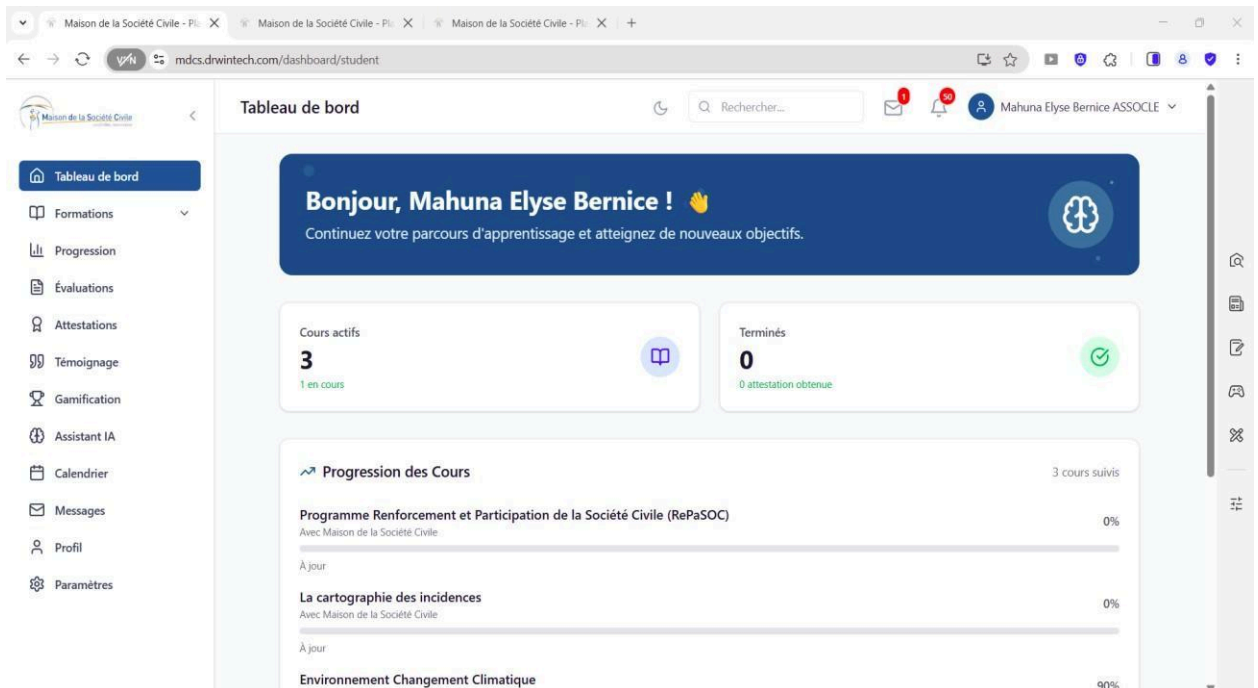 Maison de la Société Civile - Pl
Maison de la Société Civile - Pl
Maison de la Société Civile - Pl
mdcs.drwintech.com/dashboard/student
Maison de la Société Civile
Tableau de bord
Rechercher...
1
50
Mahuna Elyse Bernice ASSOCLE
Tableau de bord
Formations
Progression
Évaluations
Attestations
Témoignage
Gamification
Assistant IA
Calendrier
Messages
Profil
Paramètres
Bonjour, Mahuna Elyse Bernice ! 👋
Continuez votre parcours d'apprentissage et atteignez de nouveaux objectifs.
Cours actifs
3
1 en cours
Terminés
0
0 attestation obtenue
Progression des Cours
3 cours suivis
Programme Renforcement et Participation de la Société Civile (RePaSOC)
0%
Avec Maison de la Société Civile
À jour
La cartographie des incidences
0%
Avec Maison de la Société Civile
À jour
Environnement Changement Climatique
90%